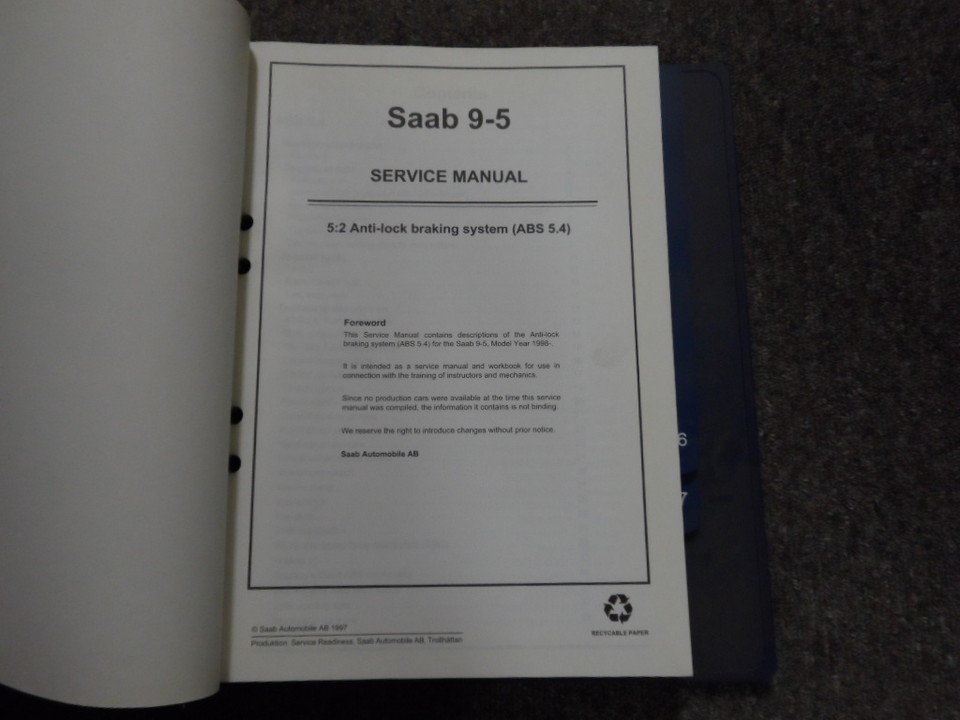 Saab 9-5
SERVICE MANUAL
5:2 Anti-lock braking system (ABS 5.4)
Foreword
This Service Manual contains descriptions of the Anti-lock
braking system (ABS 5.4) for the Saab 9-5, Model Year 1998-.
It is intended as a service manual and workbook for use in
connection with the training of instructors and mechanics.
Since no production cars were available at the time this service
manual was compiled, the information it contains is not binding.
We reserve the right to introduce changes without prior notice.
Saab Automobile AB
6
7
© Saab Automobile AB 1997
Produktion: Service Readiness, Saab Automobile AB, Trollhättan
RECYCABLE PAPER